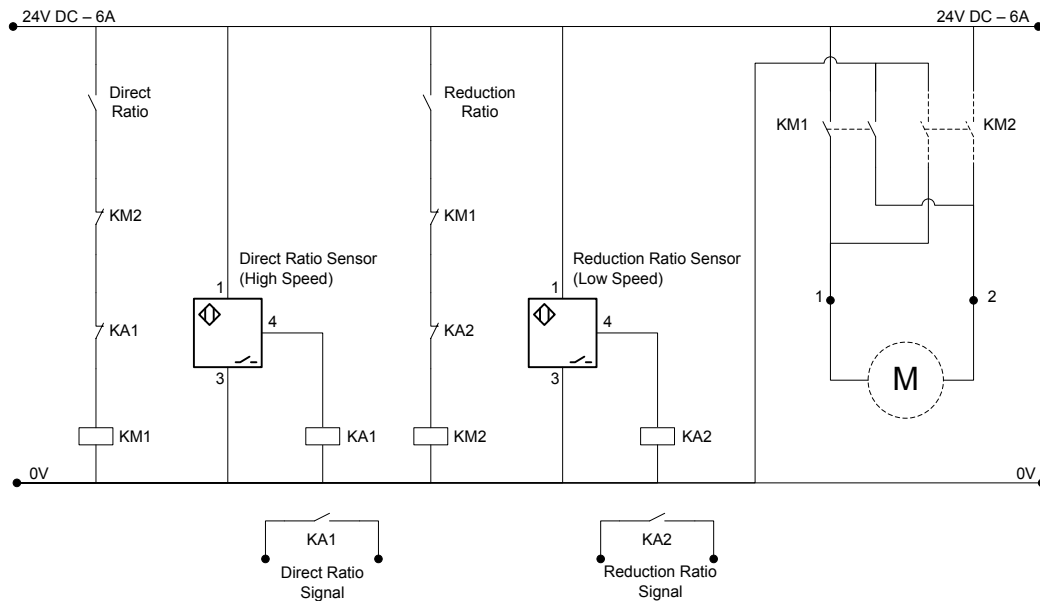 24V DC – 6A
24V DC – 6A
Direct
Ratio
Reduction
Ratio
KM1
KM2
KM2
KM1
Direct Ratio Sensor
(High Speed)
Reduction Ratio Sensor
(Low Speed)
1
1
1
2
4
4
KA1
KA2
3
3
M
KM1
KA1
KM2
KA2
0V
0V
KA1
KA2
Direct Ratio
Signal
Reduction Ratio
Signal